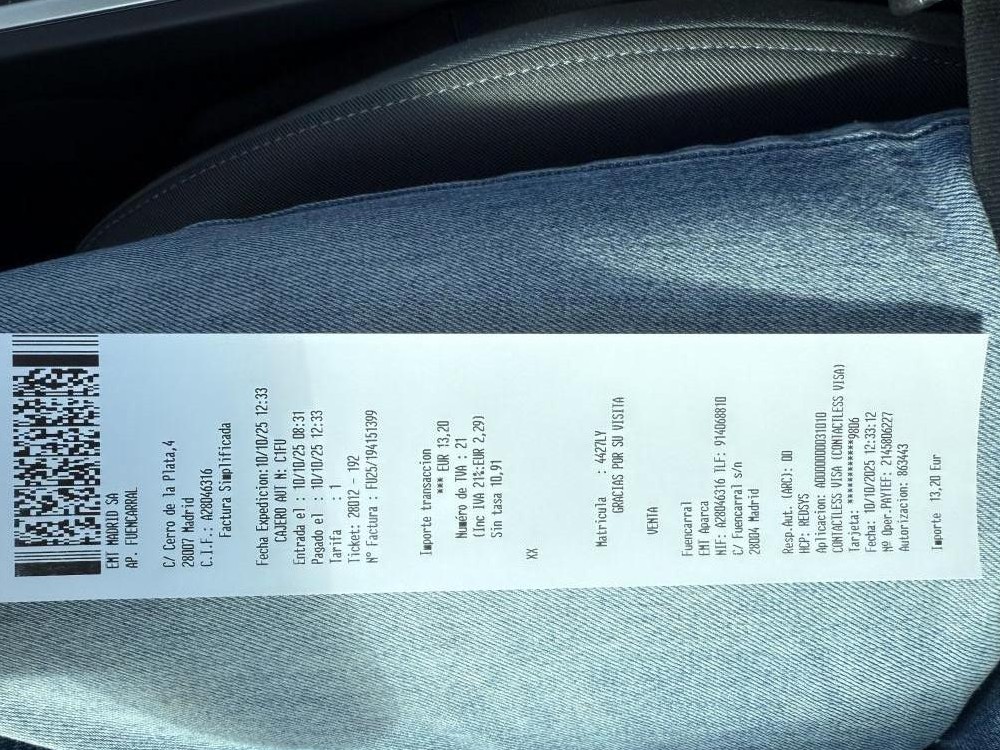 EMT MADRID SA
AP. FUENCARRAL
C/ Cerro de la Plata,4
28007 Madrid
C.I.F.: A28046316
Factura Simplificada
Fecha Expedicion:10/10/25 12:33
CAJERO AUT N: C1FU
Entrada el : 10/10/25 08:31
Pagado el : 10/10/25 12:33
Tarifa : 1
Ticket: 28012 - 192
Nº Factura : FU25/194151399
Importe transaccion
*** EUR 13,20
Número de IVA : 21
(Inc IVA 21%:EUR 2,29)
Sin tasa 10,91
XX
Matricula : 4427LY
GRACIAS POR SU VISITA
VENTA
Fuencarral
EMT Aparca
NIF: A28046316 TLF: 914068810
C/ Fuencarral s/n
28004 Madrid
Resp.Aut. (ARC): 00
HCP: REDSYS
Aplicacion: A0000000031010
CONTACTLESS VISA (CONTACTLESS VISA)
Tarjeta: ************9806
Fecha: 10/10/2025 12:33:12
Nº Oper.PAYTEF: 2145806227
Autorizacion: 863443
Importe 13,20 Eur